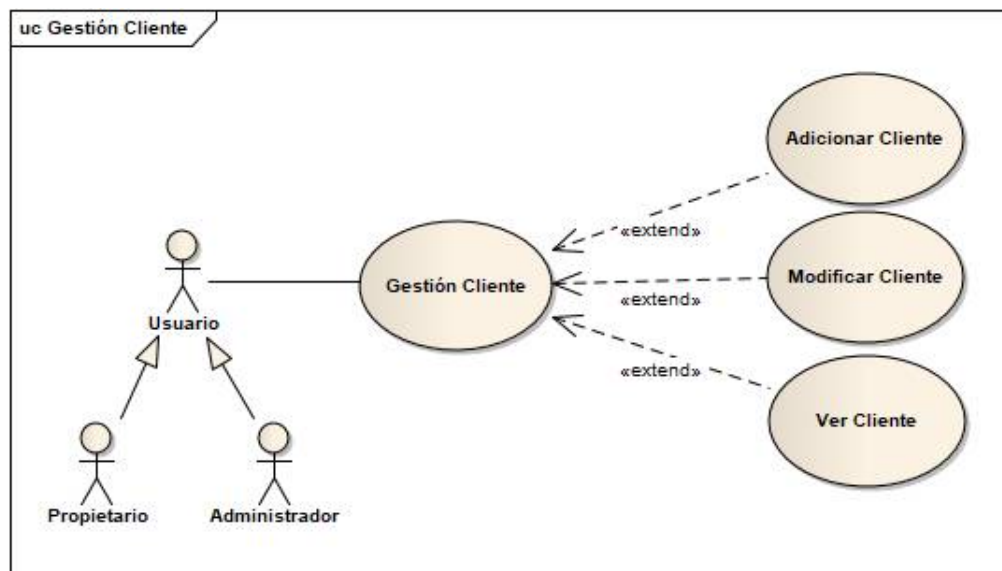 uc Gestión Cliente
Adicionar Cliente
«extend»
Modificar Cliente
Gestión Cliente
«extend»
Usuario
«extend»
Ver Cliente
Propietario
Administrador